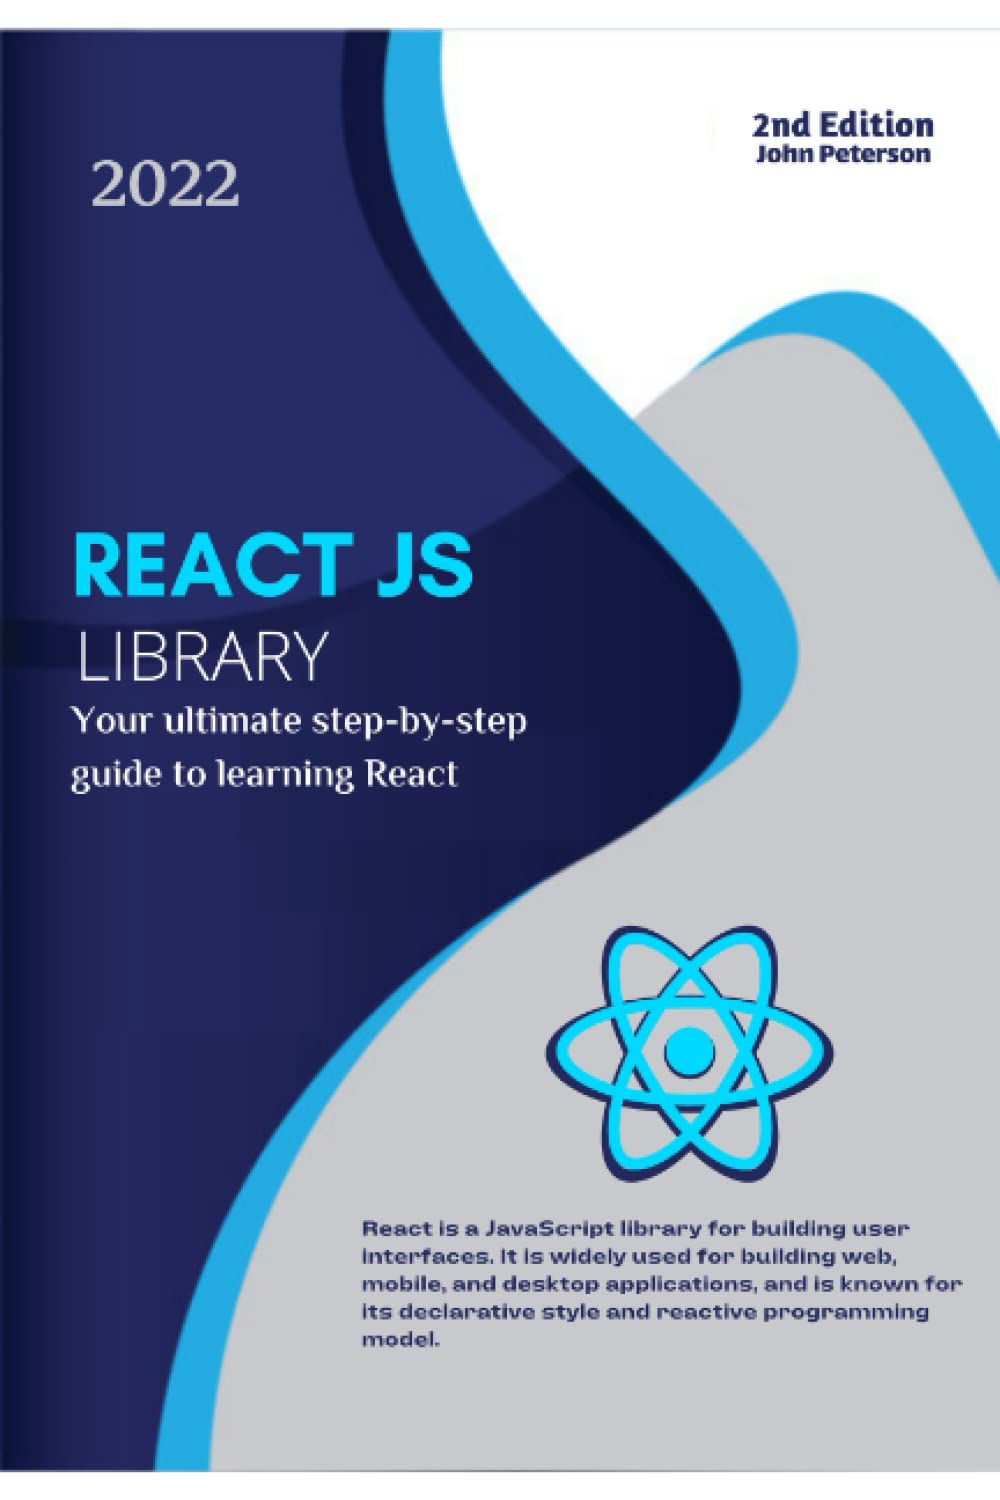 2nd Edition
John Peterson
2022
REACT JS
LIBRARY
Your ultimate step-by-step
guide to learning React
React is a JavaScript library for building user
interfaces. It is widely used for building web,
mobile, and desktop applications, and is known for
its declarative style and reactive programming
model.